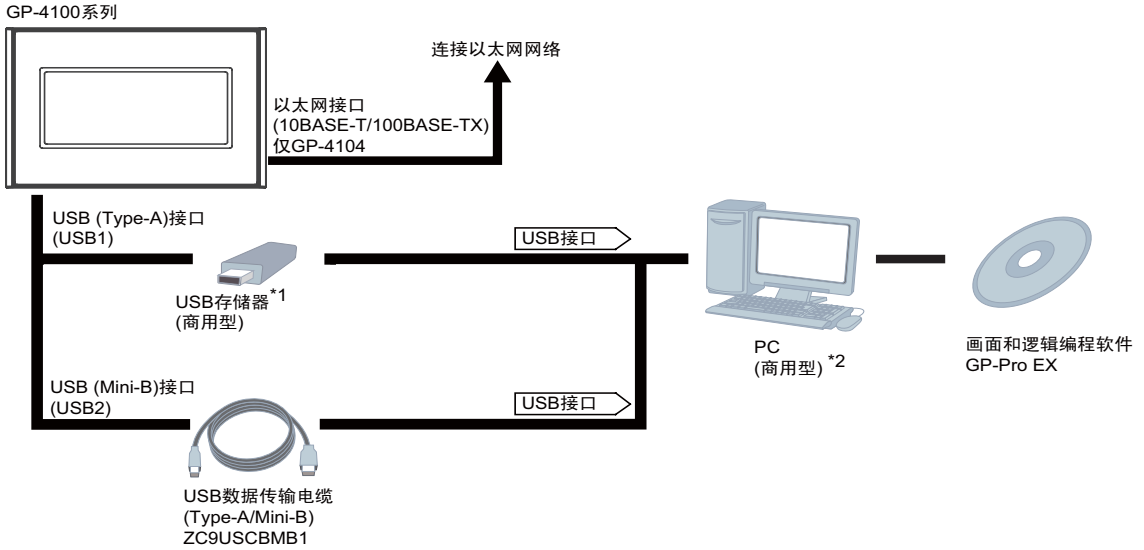 GP-4100系列
连接以太网网络
以太网接口
(10BASE-T/100BASE-TX)
仅GP-4104
USB (Type-A)接口
(USB1)
USB接口
USB存储器*1
(商用型)
PC
(商用型) *2
画面和逻辑编程软件
GP-Pro EX
USB (Mini-B)接口
(USB2)
USB接口
USB数据传输电缆
(Type-A/Mini-B)
ZC9USCBMB1